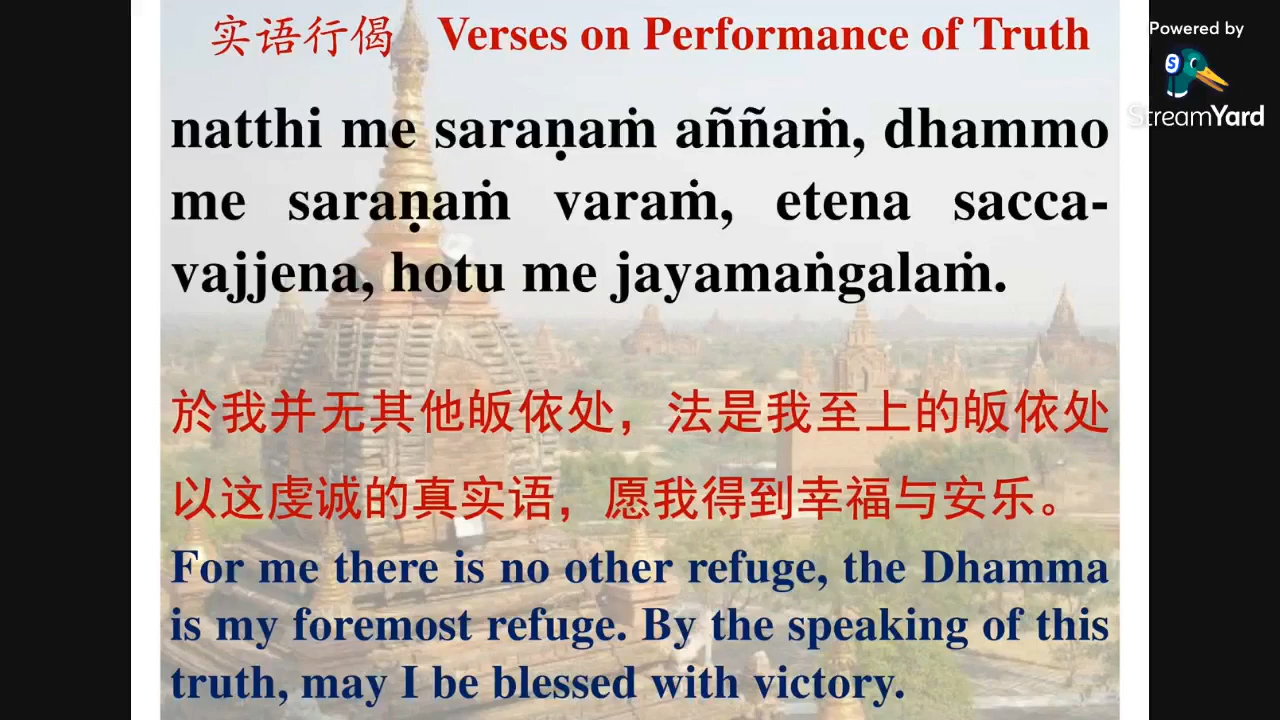 实语行偈 Verses on Performance of Truth
Powered by
StreamYard
natthi me saraṇaṁ aññaṁ, dhammo
me saraṇaṁ varaṁ, etena sacca-
vajjena, hotu me jayamaṅgalaṁ.
於我并无其他皈依处，法是我至上的皈依处
以这虔诚的真实语，愿我得到幸福与安乐。
For me there is no other refuge, the Dhamma
is my foremost refuge. By the speaking of this
truth, may I be blessed with victory.